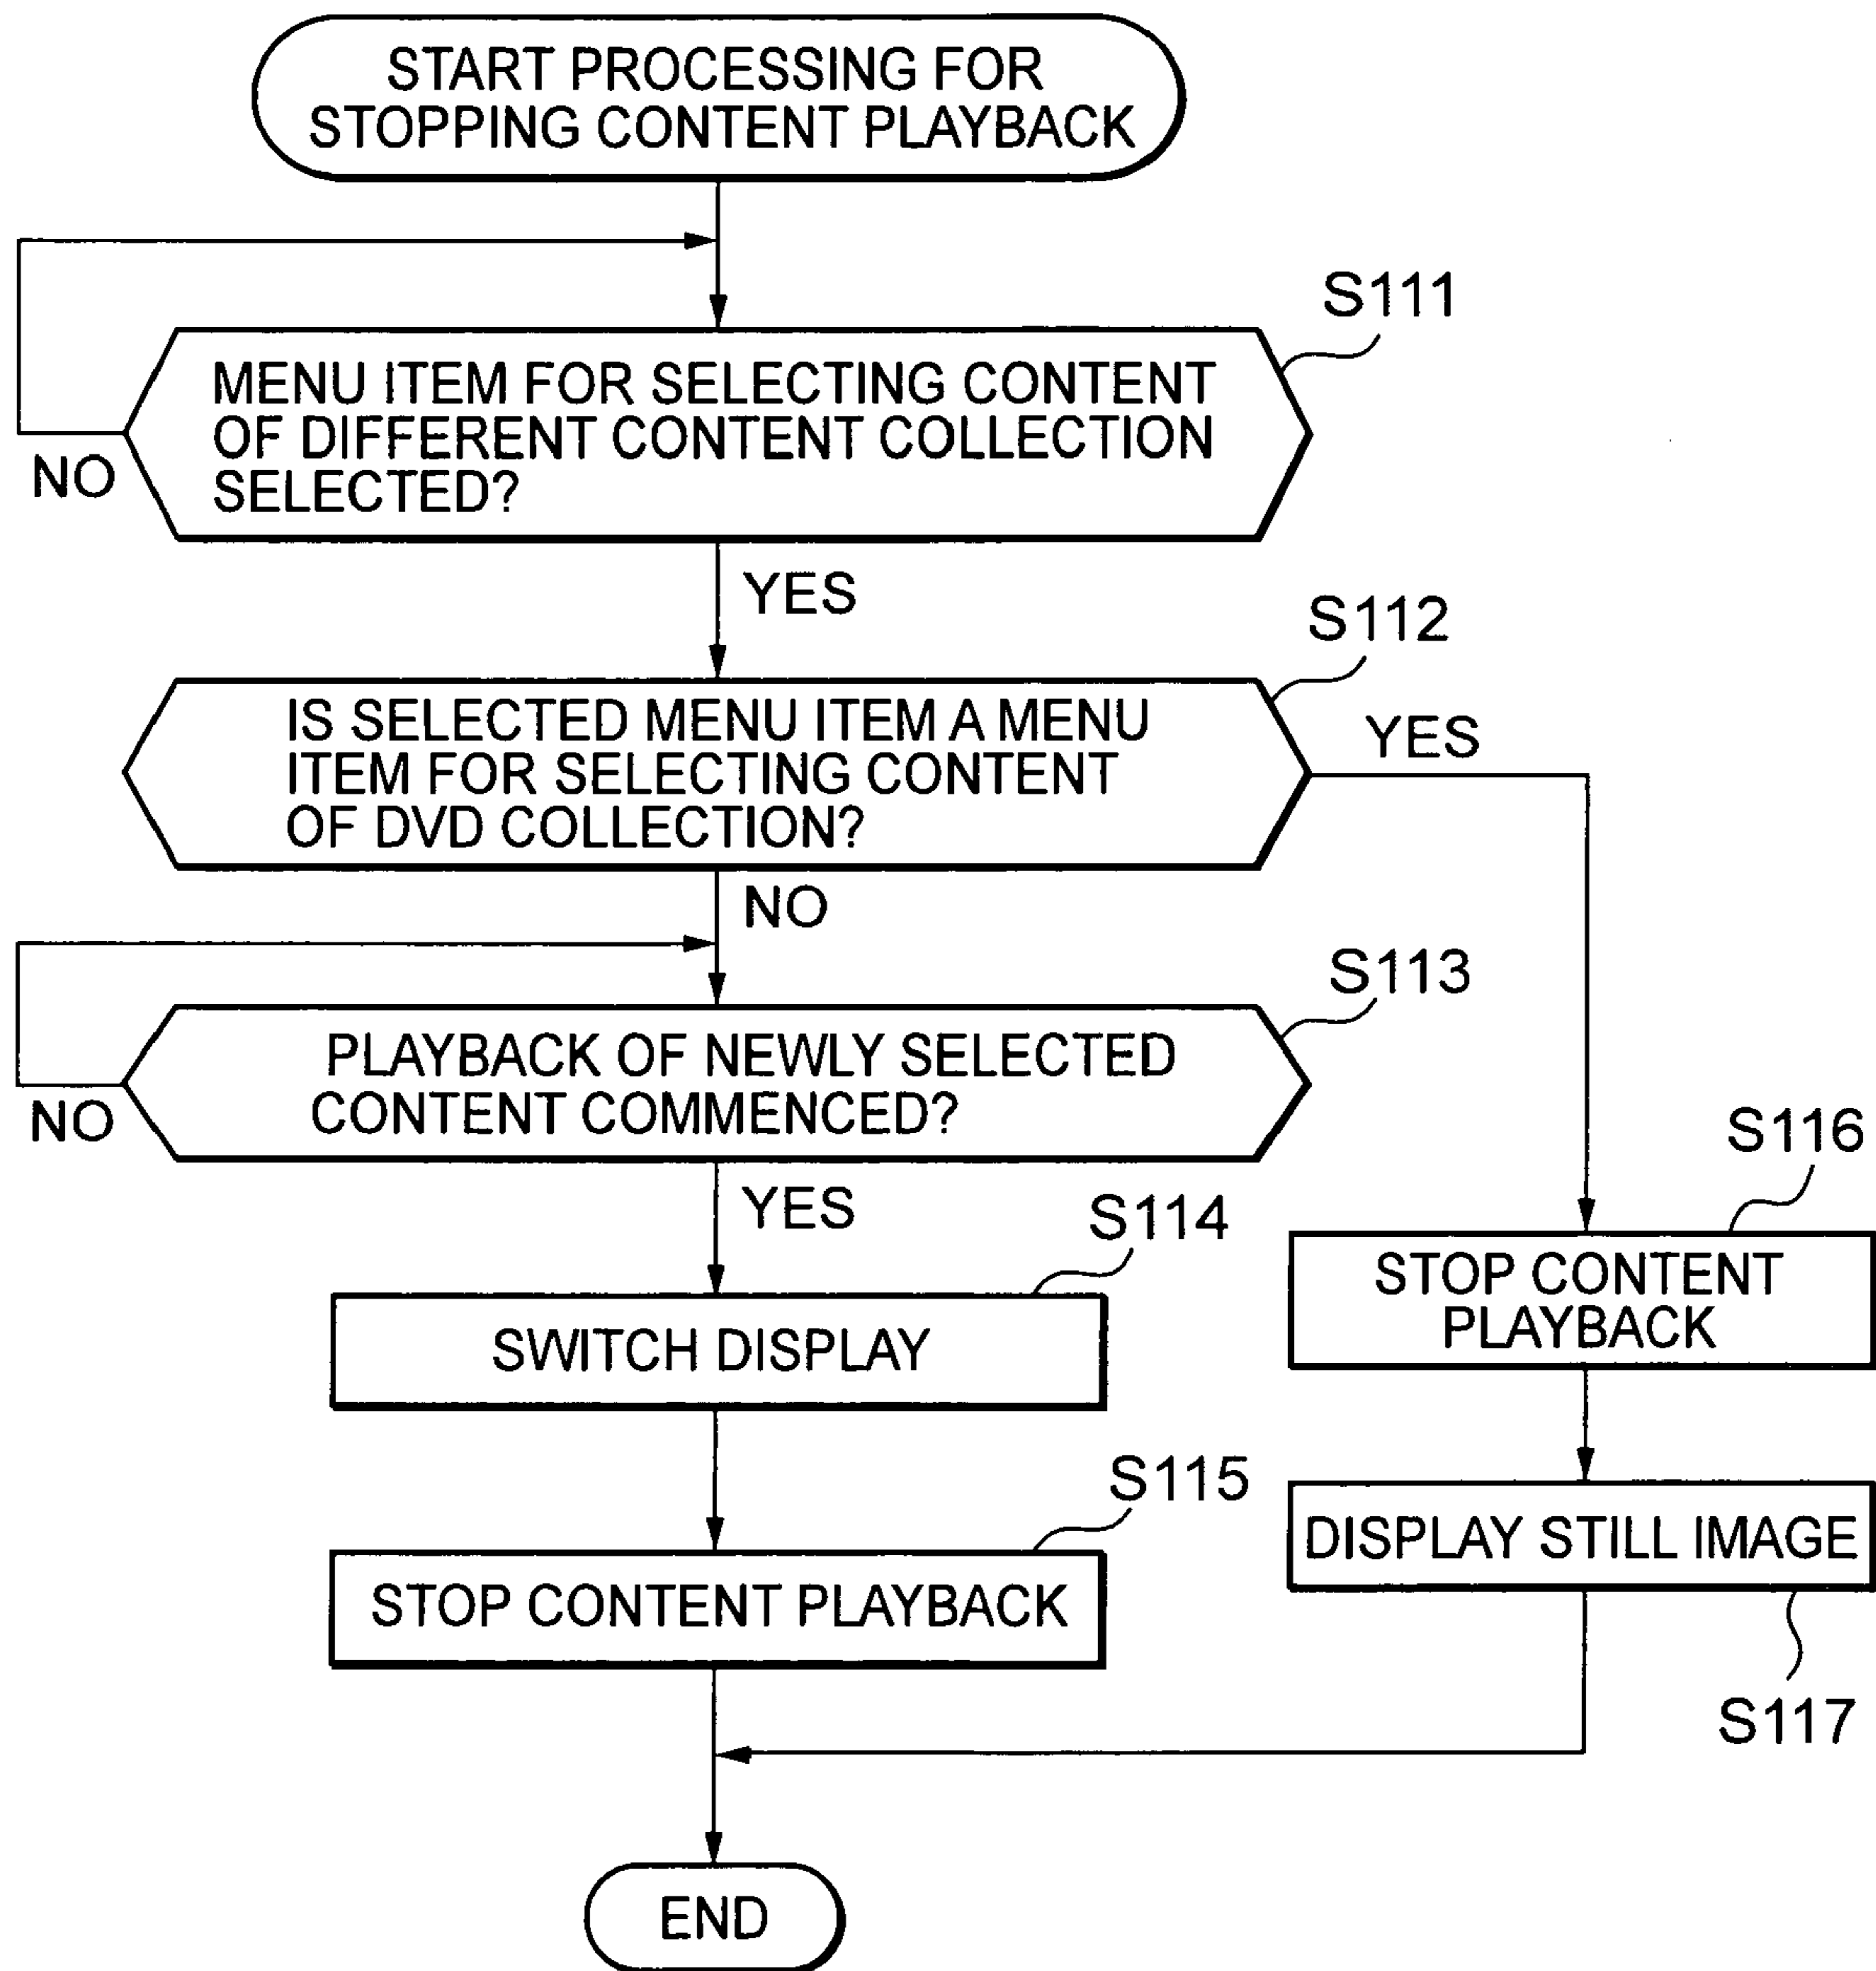 START PROCESSING FOR
STOPPING CONTENT PLAYBACK
S111
MENU ITEM FOR SELECTING CONTENT
OF DIFFERENT CONTENT COLLECTION
SELECTED?
NO
YES
S112
IS SELECTED MENU ITEM A MENU
ITEM FOR SELECTING CONTENT
OF DVD COLLECTION?
YES
NO
S113
PLAYBACK OF NEWLY SELECTED
CONTENT COMMENCED?
NO
YES
S114
SWITCH DISPLAY
S115
STOP CONTENT PLAYBACK
S116
STOP CONTENT
PLAYBACK
DISPLAY STILL IMAGE
S117
END